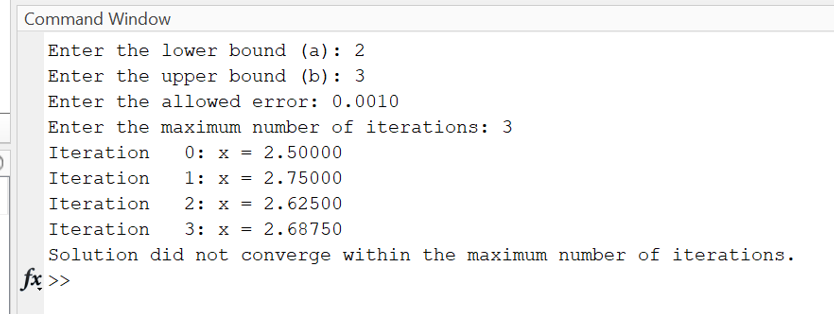 Command Window
Enter the lower bound (a): 2
Enter the upper bound (b): 3
Enter the allowed error: 0.0010
Enter the maximum number of iterations: 3
Iteration   0: x = 2.50000
Iteration   1: x = 2.75000
Iteration   2: x = 2.62500
Iteration   3: x = 2.68750
Solution did not converge within the maximum number of iterations.
fx >>